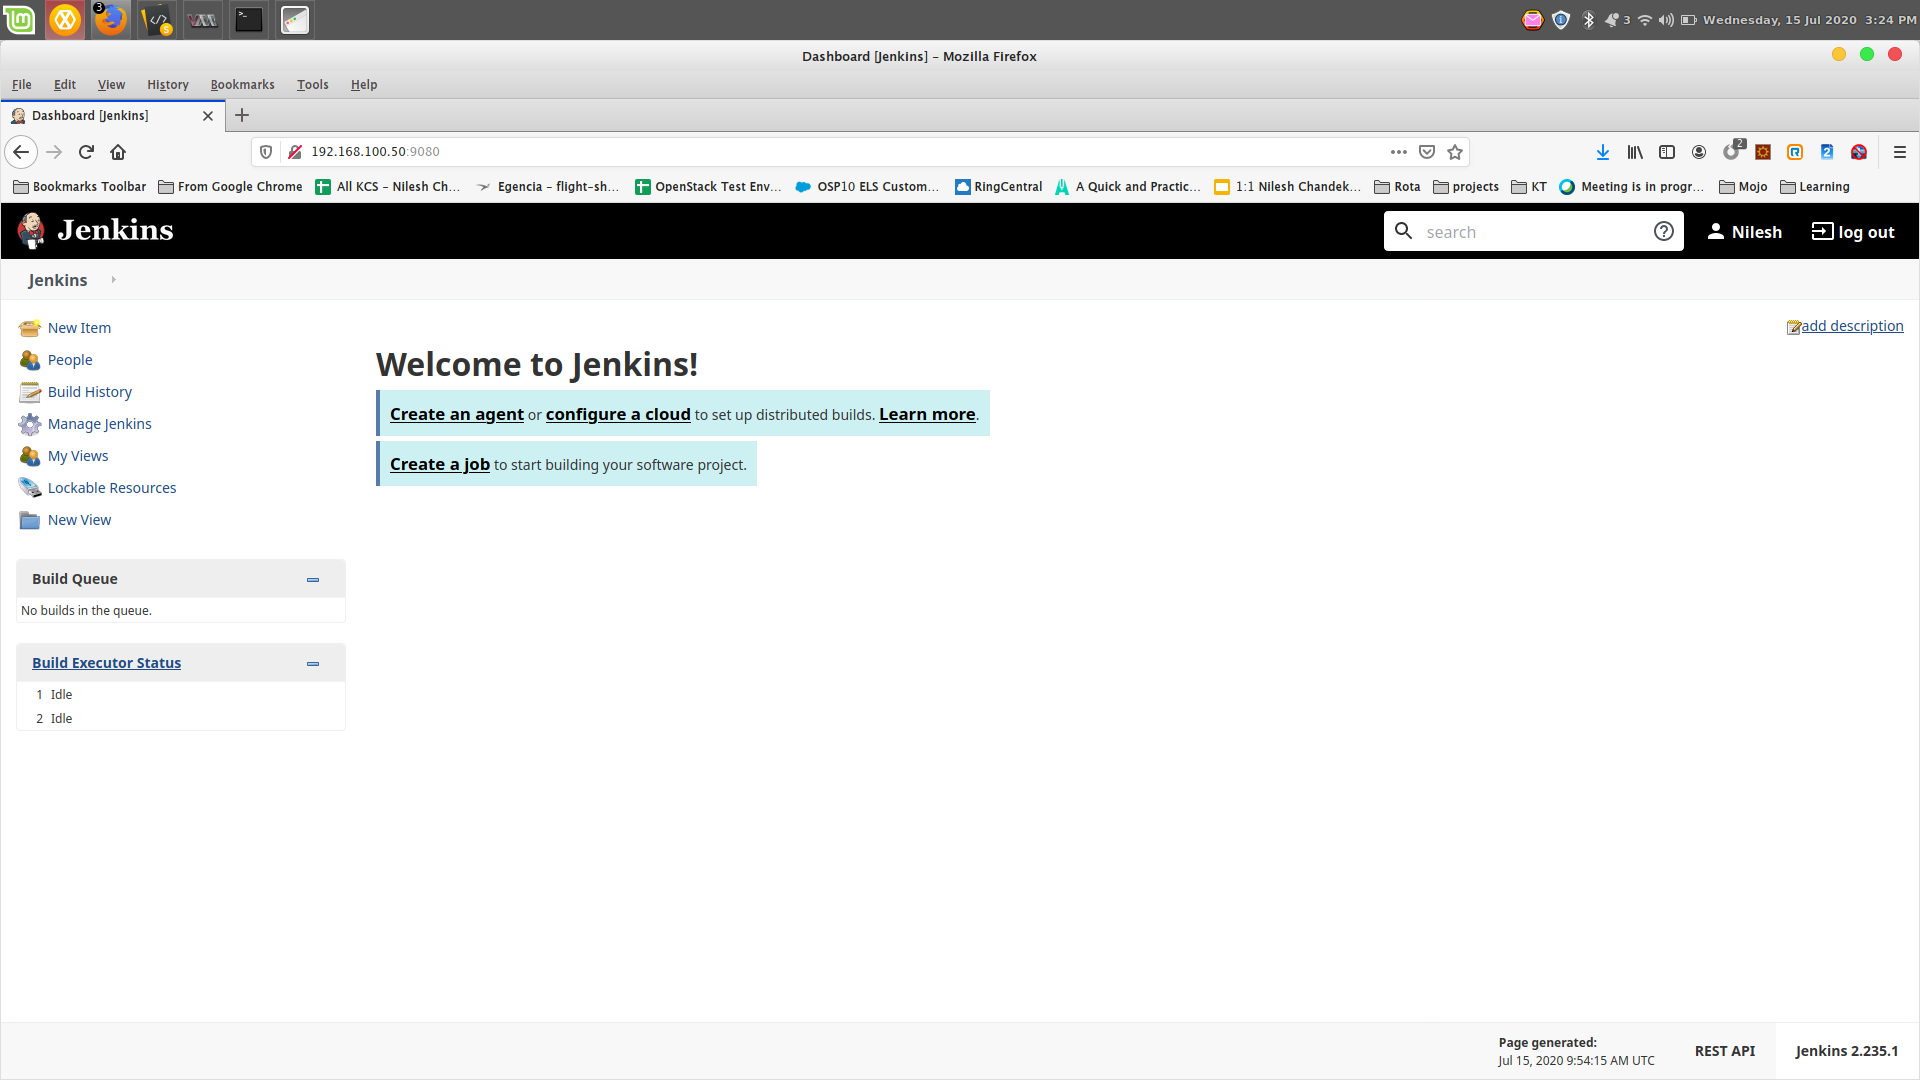 3
3
Wednesday, 15 Jul 2020 3:24 PM
Dashboard [Jenkins] – Mozilla Firefox
File Edit View History Bookmarks Tools Help
Dashboard [Jenkins]
192.168.100.50:9080
2
2
Bookmarks Toolbar From Google Chrome All KCS – Nilesh Ch... Egencia – flight-sh... OpenStack Test Env... OSP10 ELS Custom... RingCentral A Quick and Practic... 1:1 Nilesh Chandek... Rota projects KT Meeting is in progr... Mojo Learning
Jenkins
search
Nilesh
log out
Jenkins
New Item
People
Build History
Manage Jenkins
My Views
Lockable Resources
New View
add description
Welcome to Jenkins!
Create an agent or configure a cloud to set up distributed builds. Learn more.
Create a job to start building your software project.
Build Queue
No builds in the queue.
Build Executor Status
1 Idle
2 Idle
Page generated:
Jul 15, 2020 9:54:15 AM UTC
REST API
Jenkins 2.235.1